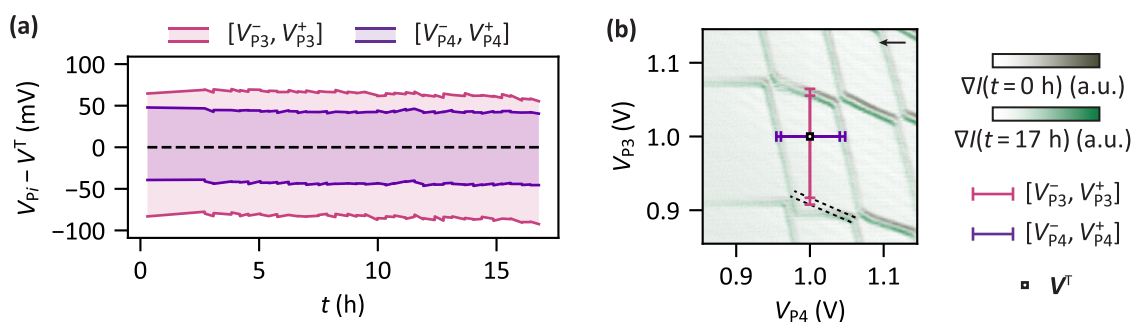 (a)
[V⁻P3, V⁺P3] [V⁻P4, V⁺P4]
VPi − Vᵀ (mV)
100
50
0
−50
−100
0 5 10 15
t (h)
(b)
VP3 (V)
1.1
1.0
0.9
0.9 1.0 1.1
VP4 (V)
∇I(t = 0 h) (a.u.)
∇I(t = 17 h) (a.u.)
[V⁻P3, V⁺P3]
[V⁻P4, V⁺P4]
Vᵀ